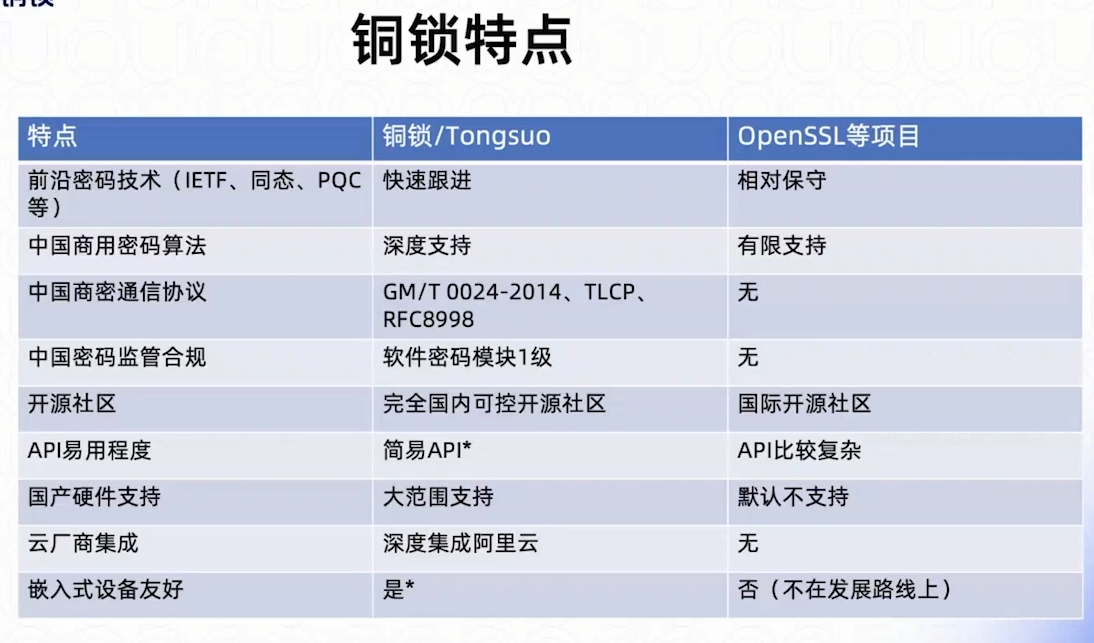 铜锁特点
特点 铜锁/Tongsuo OpenSSL等项目
前沿密码技术（IETF、同态、PQC 快速跟进 相对保守
等）
中国商用密码算法 深度支持 有限支持
中国商密通信协议 GM/T 0024-2014、TLCP、 无
RFC8998
中国密码监管合规 软件密码模块1级 无
开源社区 完全国内可控开源社区 国际开源社区
API易用程度 简易API* API比较复杂
国产硬件支持 大范围支持 默认不支持
云厂商集成 深度集成阿里云 无
嵌入式设备友好 是* 否（不在发展路线上）